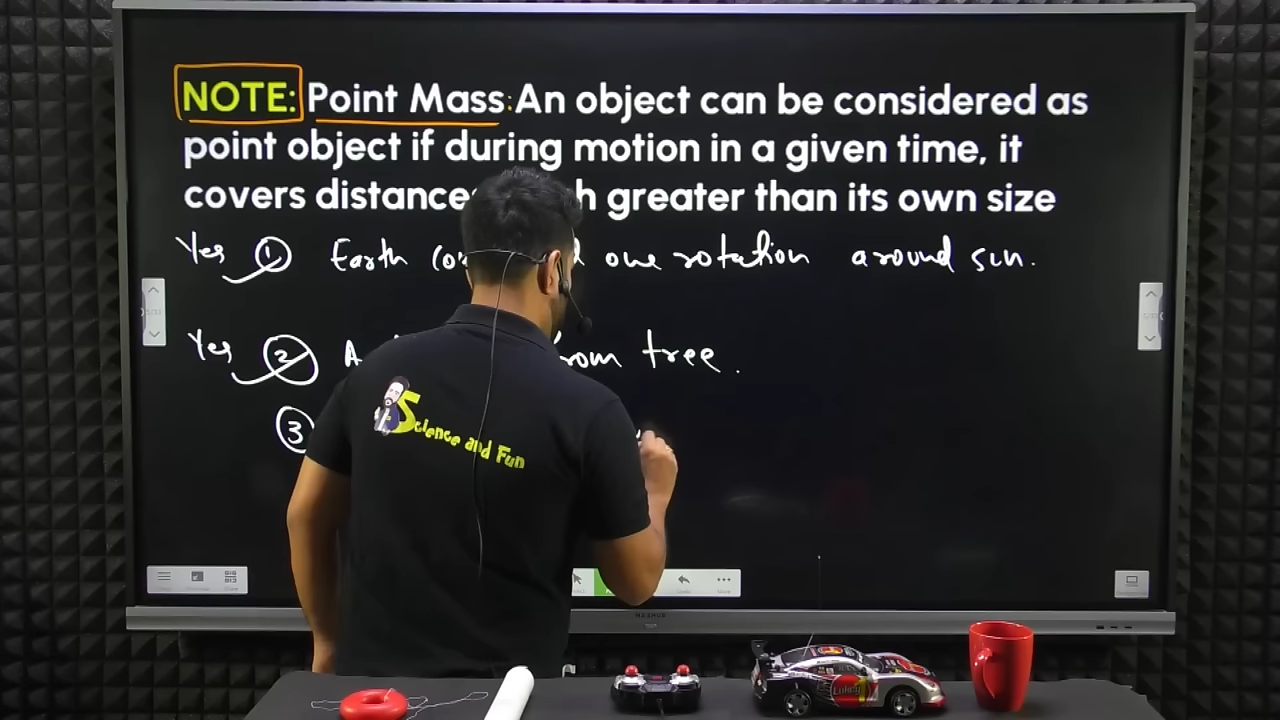 NOTE: Point Mass: An object can be considered as
point object if during motion in a given time, it
covers distance greater than its own size
Yes ① Earth one rotation around sun.
Yes ② A from tree.
③
Science and Fun